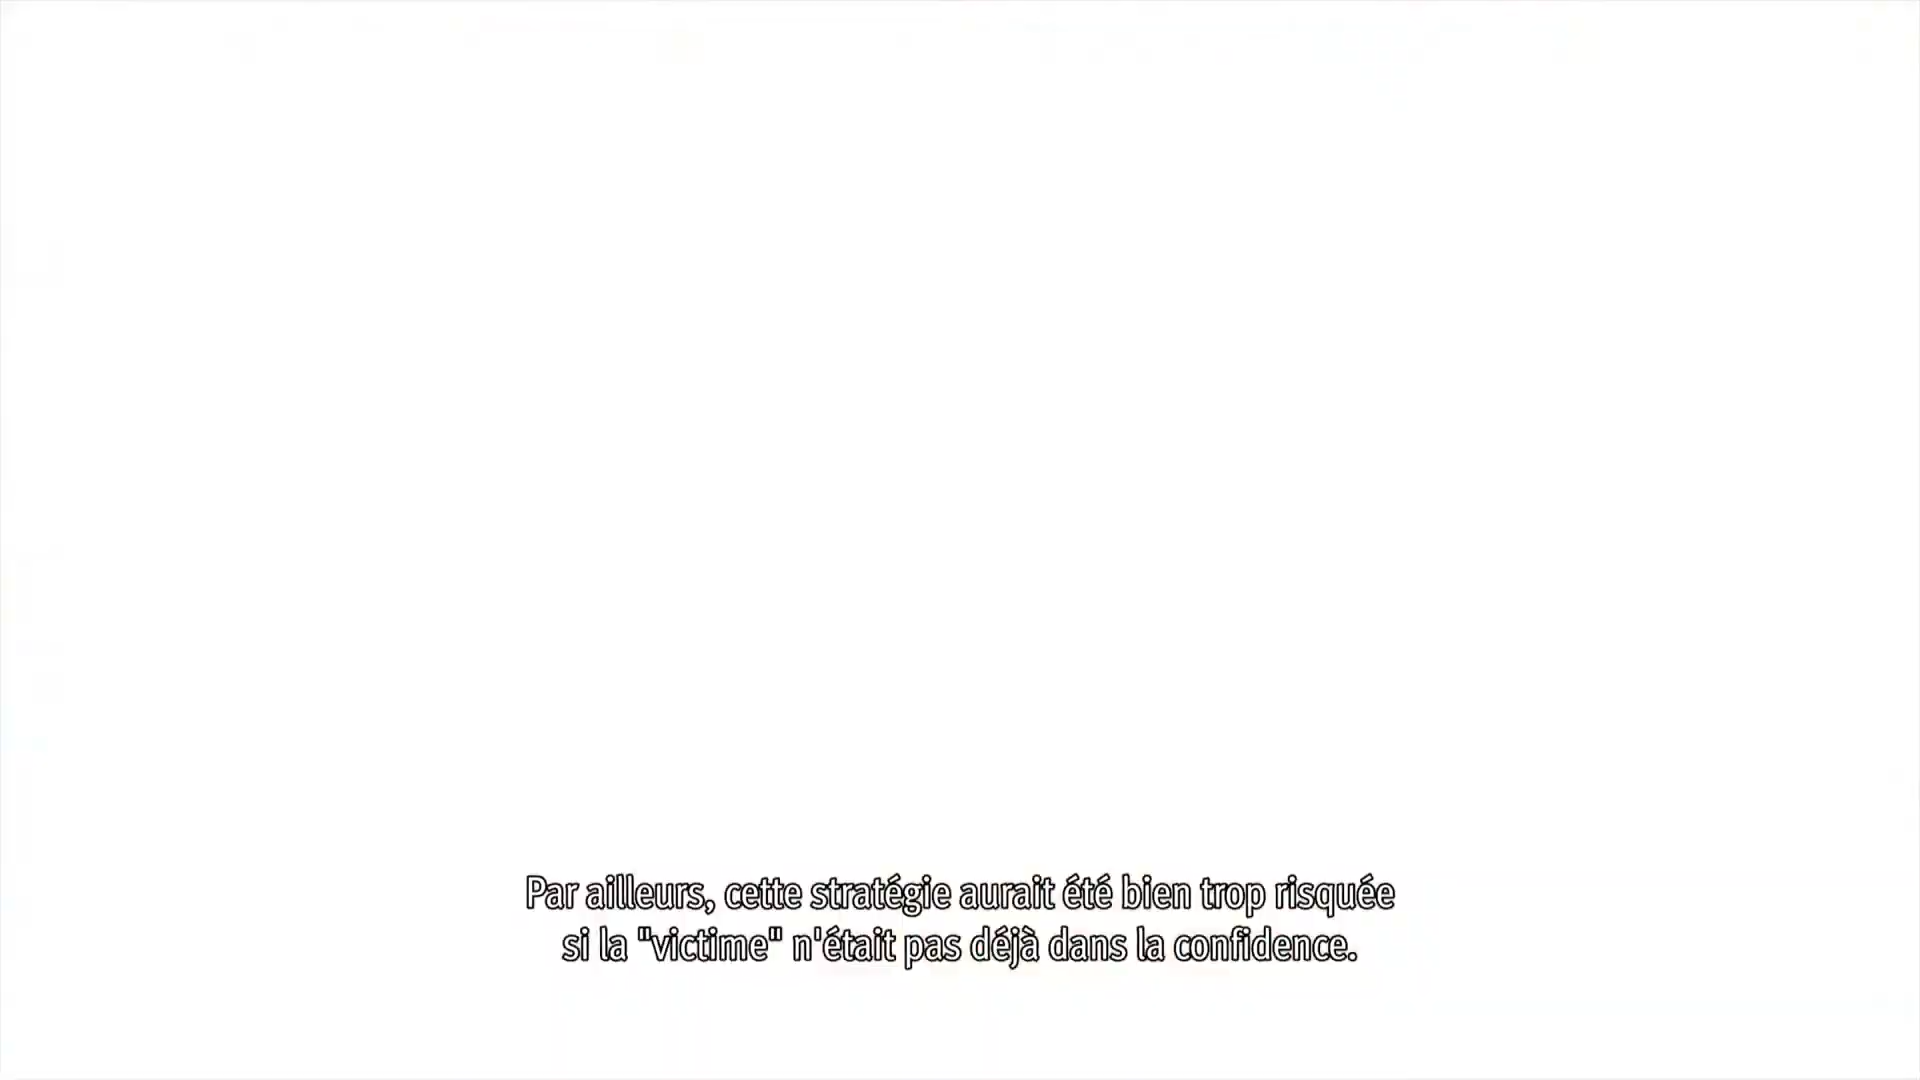 Par ailleurs, cette stratégie aurait été bien trop risquée
si la "victime" n'était pas déjà dans la confidence.